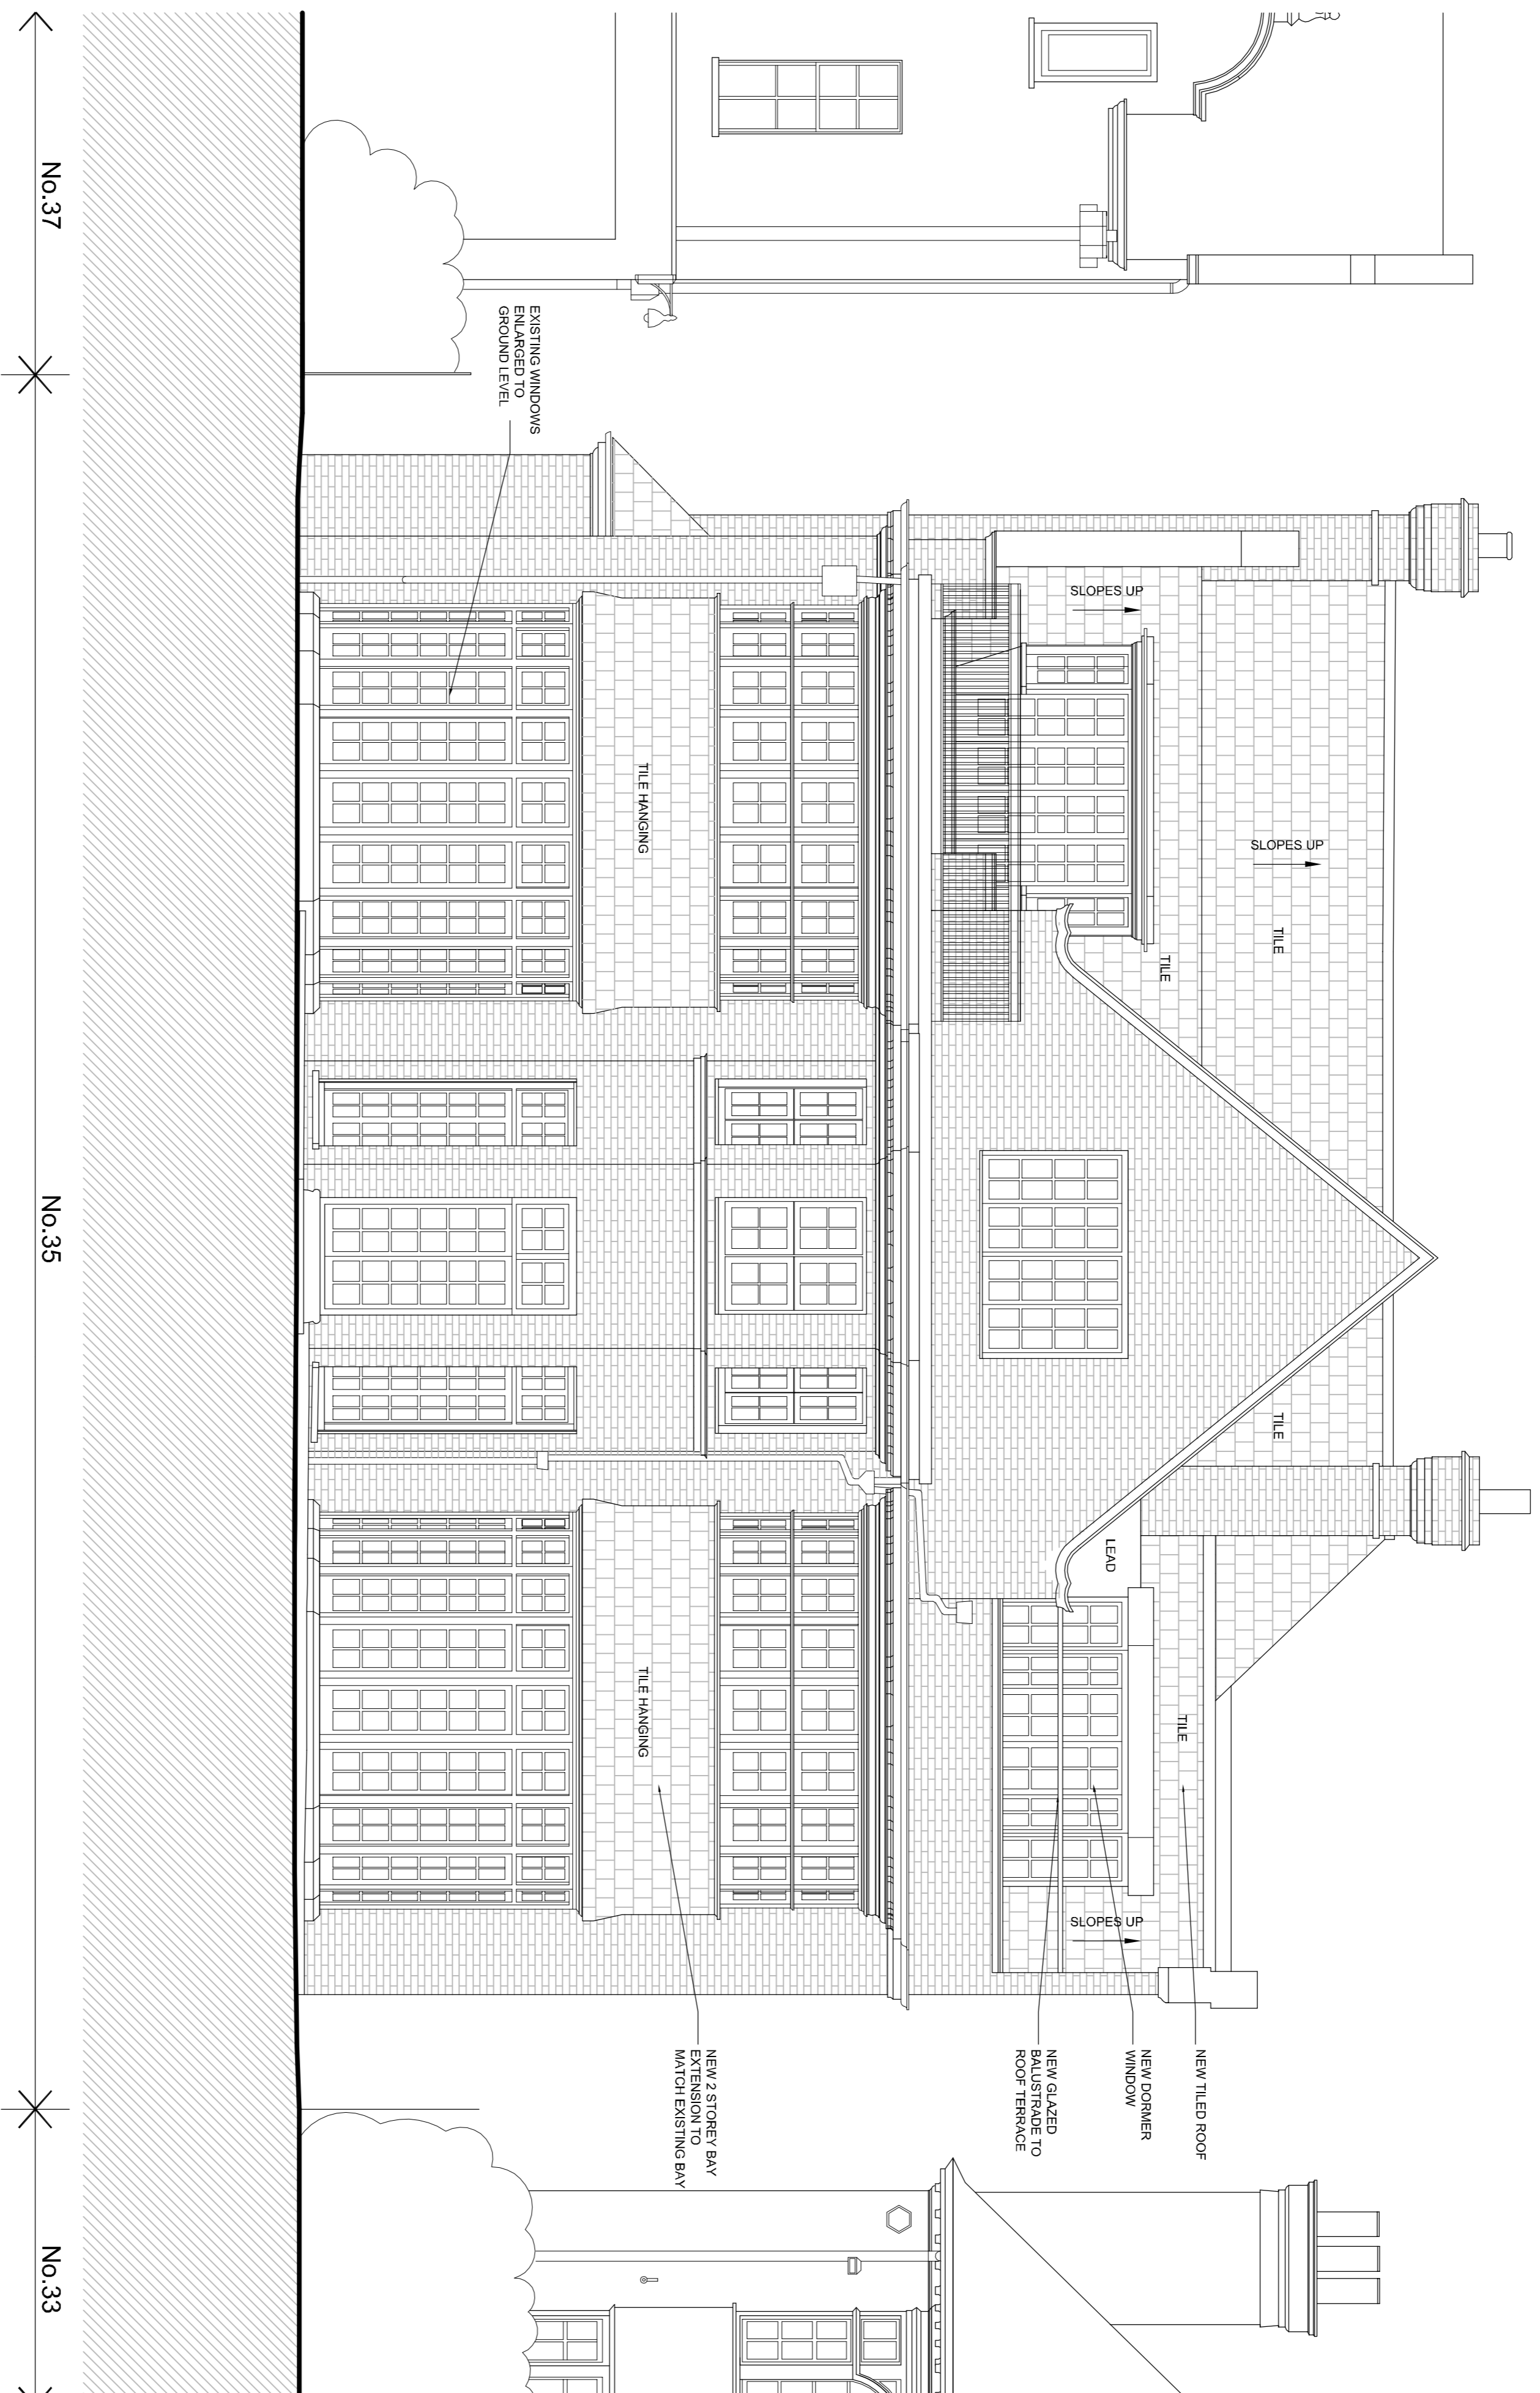 SLOPES UP
TILE
TILE
SLOPES UP
TILE
LEAD
TILE
SLOPES UP
NEW TILED ROOF
NEW DORMER
WINDOW
NEW GLAZED
BALUSTRADE TO
ROOF TERRACE
TILE HANGING
TILE HANGING
NEW 2 STOREY BAY
EXTENSION TO
MATCH EXISTING BAY
EXISTING WINDOWS
ENLARGED TO
GROUND LEVEL
No.37
No.35
No.33